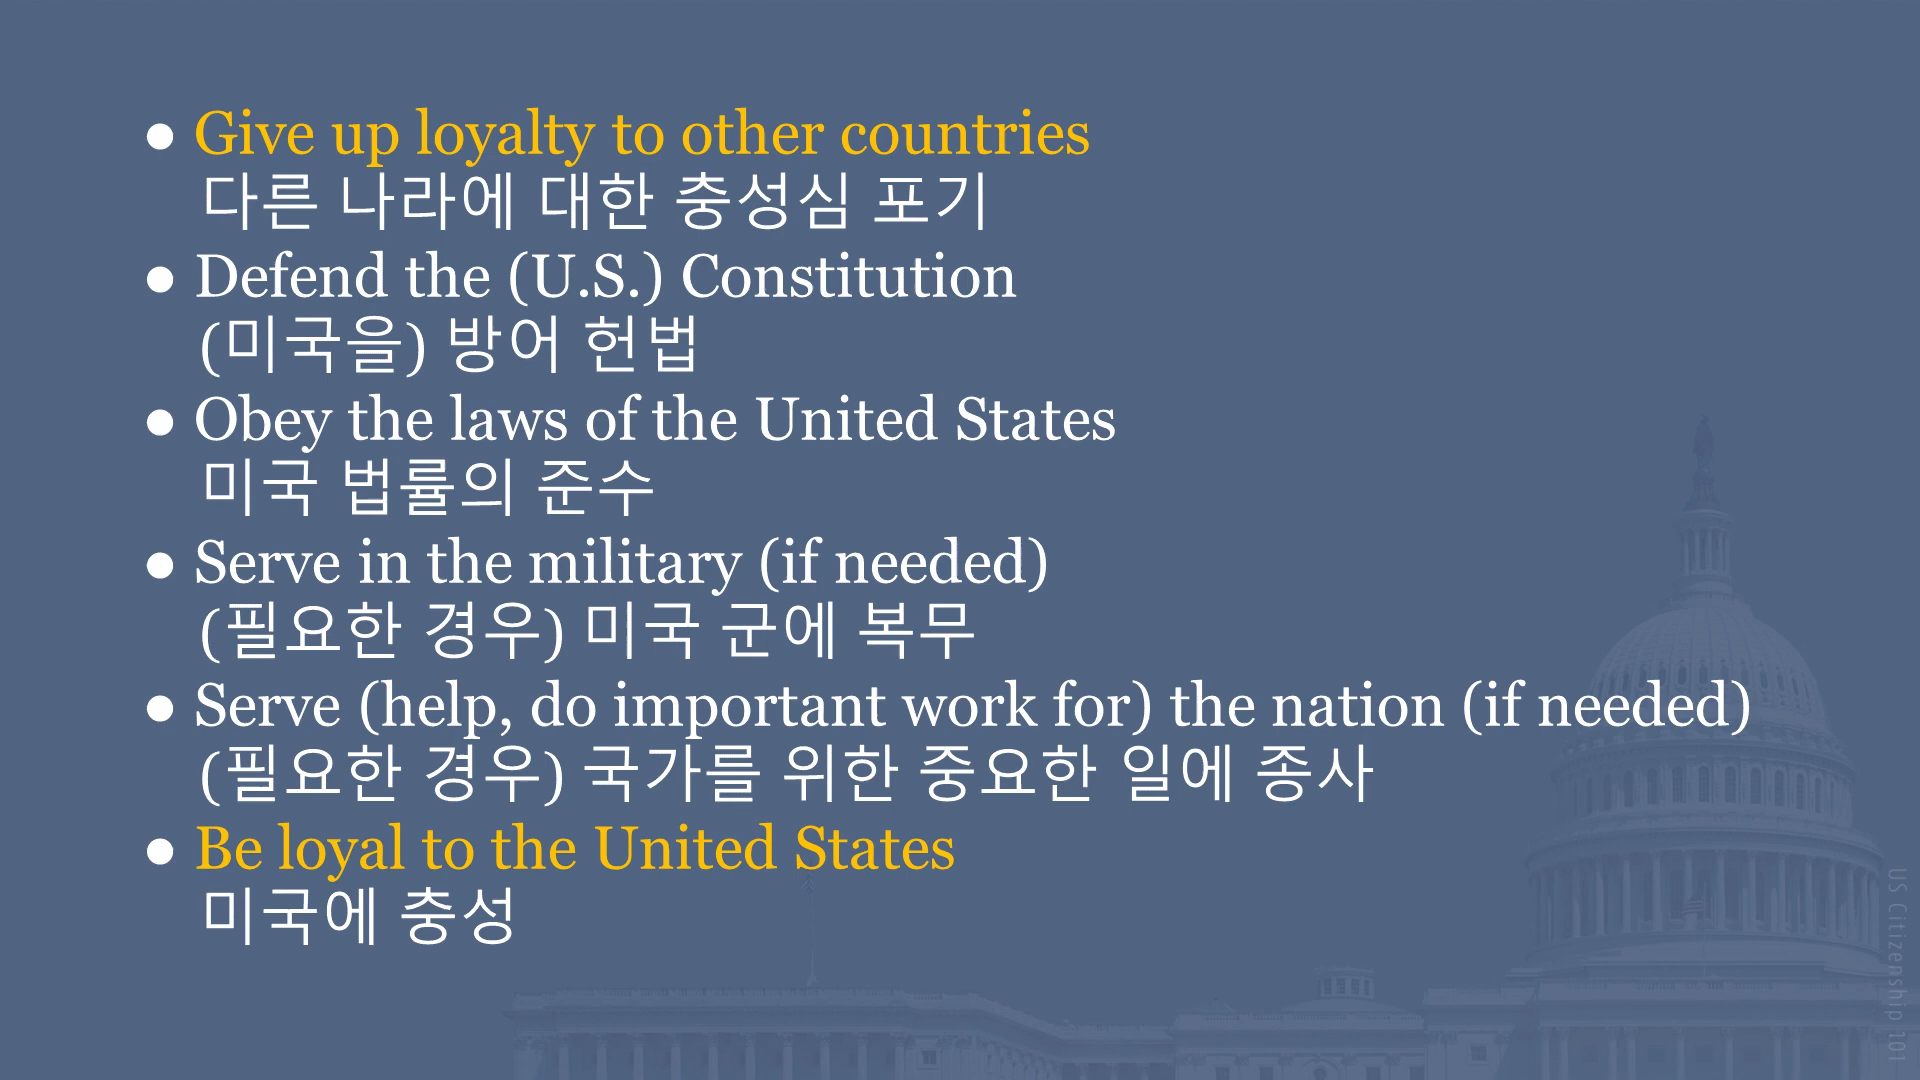 ● Give up loyalty to other countries
다른 나라에 대한 충성심 포기
● Defend the (U.S.) Constitution
(미국을) 방어 헌법
● Obey the laws of the United States
미국 법률의 준수
● Serve in the military (if needed)
(필요한 경우) 미국 군에 복무
● Serve (help, do important work for) the nation (if needed)
(필요한 경우) 국가를 위한 중요한 일에 종사
● Be loyal to the United States
미국에 충성
US Citizenship 101